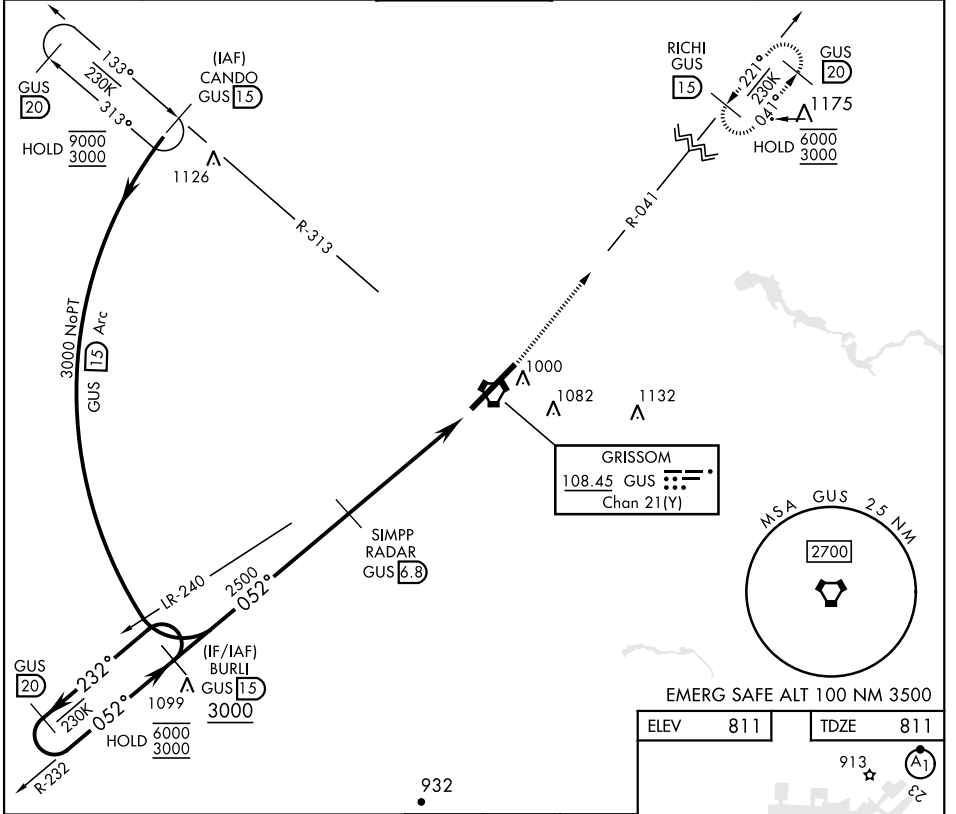 133°
230K
313°
GUS
20
HOLD 9000
3000
(IAF)
CANDO
GUS 15
1126
R-313
RICHI
GUS
15
221°
230K
041°
GUS
20
1175
HOLD 6000
3000
R-041
3000 NoPT
GUS 15 Arc
1000
1082
1132
GRISSOM
108.45 GUS
Chan 21(Y)
SIMPP
RADAR
GUS 6.8
LR-240
2500
052°
MSA GUS 25 NM
2700
(IF/IAF)
BURLI
GUS 15
3000
GUS
20
232°
230K
052°
1099
HOLD 6000
3000
R-232
932
EMERG SAFE ALT 100 NM 3500
ELEV 811
TDZE 811
913
A1
23